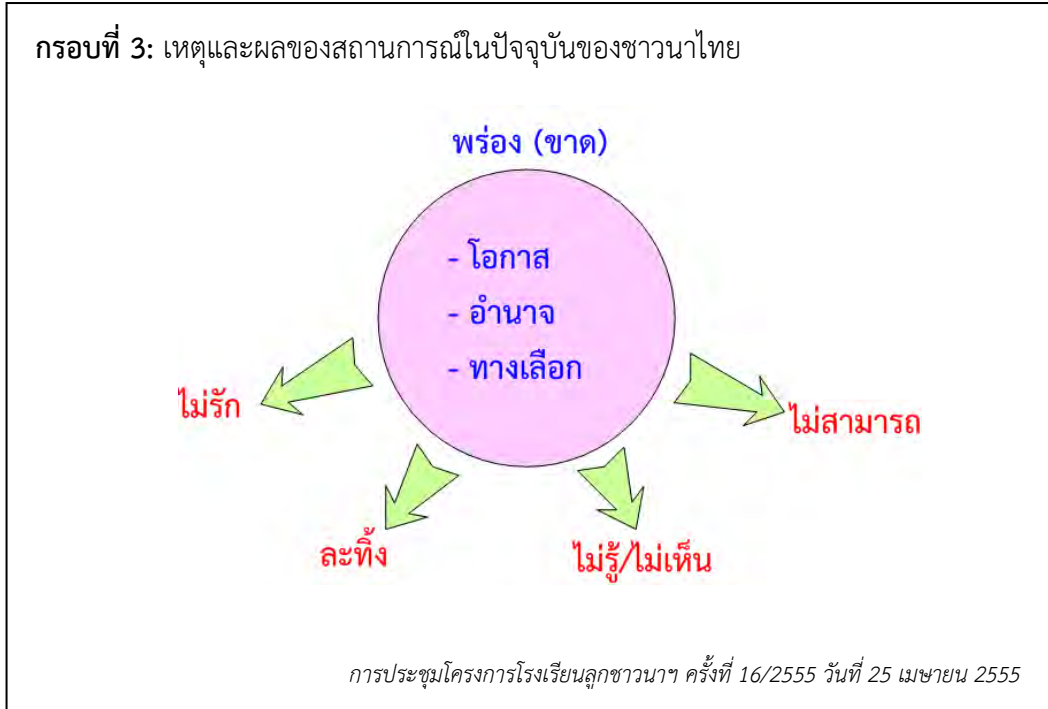 กรอบที่ 3: เหตุและผลของสถานการณ์ในปัจจุบันของชาวนาไทย
พร่อง (ขาด)
- โอกาส
- อำนาจ
- ทางเลือก
ไม่รัก
ไม่สามารถ
ละทิ้ง
ไม่รู้/ไม่เห็น
การประชุมโครงการโรงเรียนลูกชาวนาฯ ครั้งที่ 16/2555 วันที่ 25 เมษายน 2555